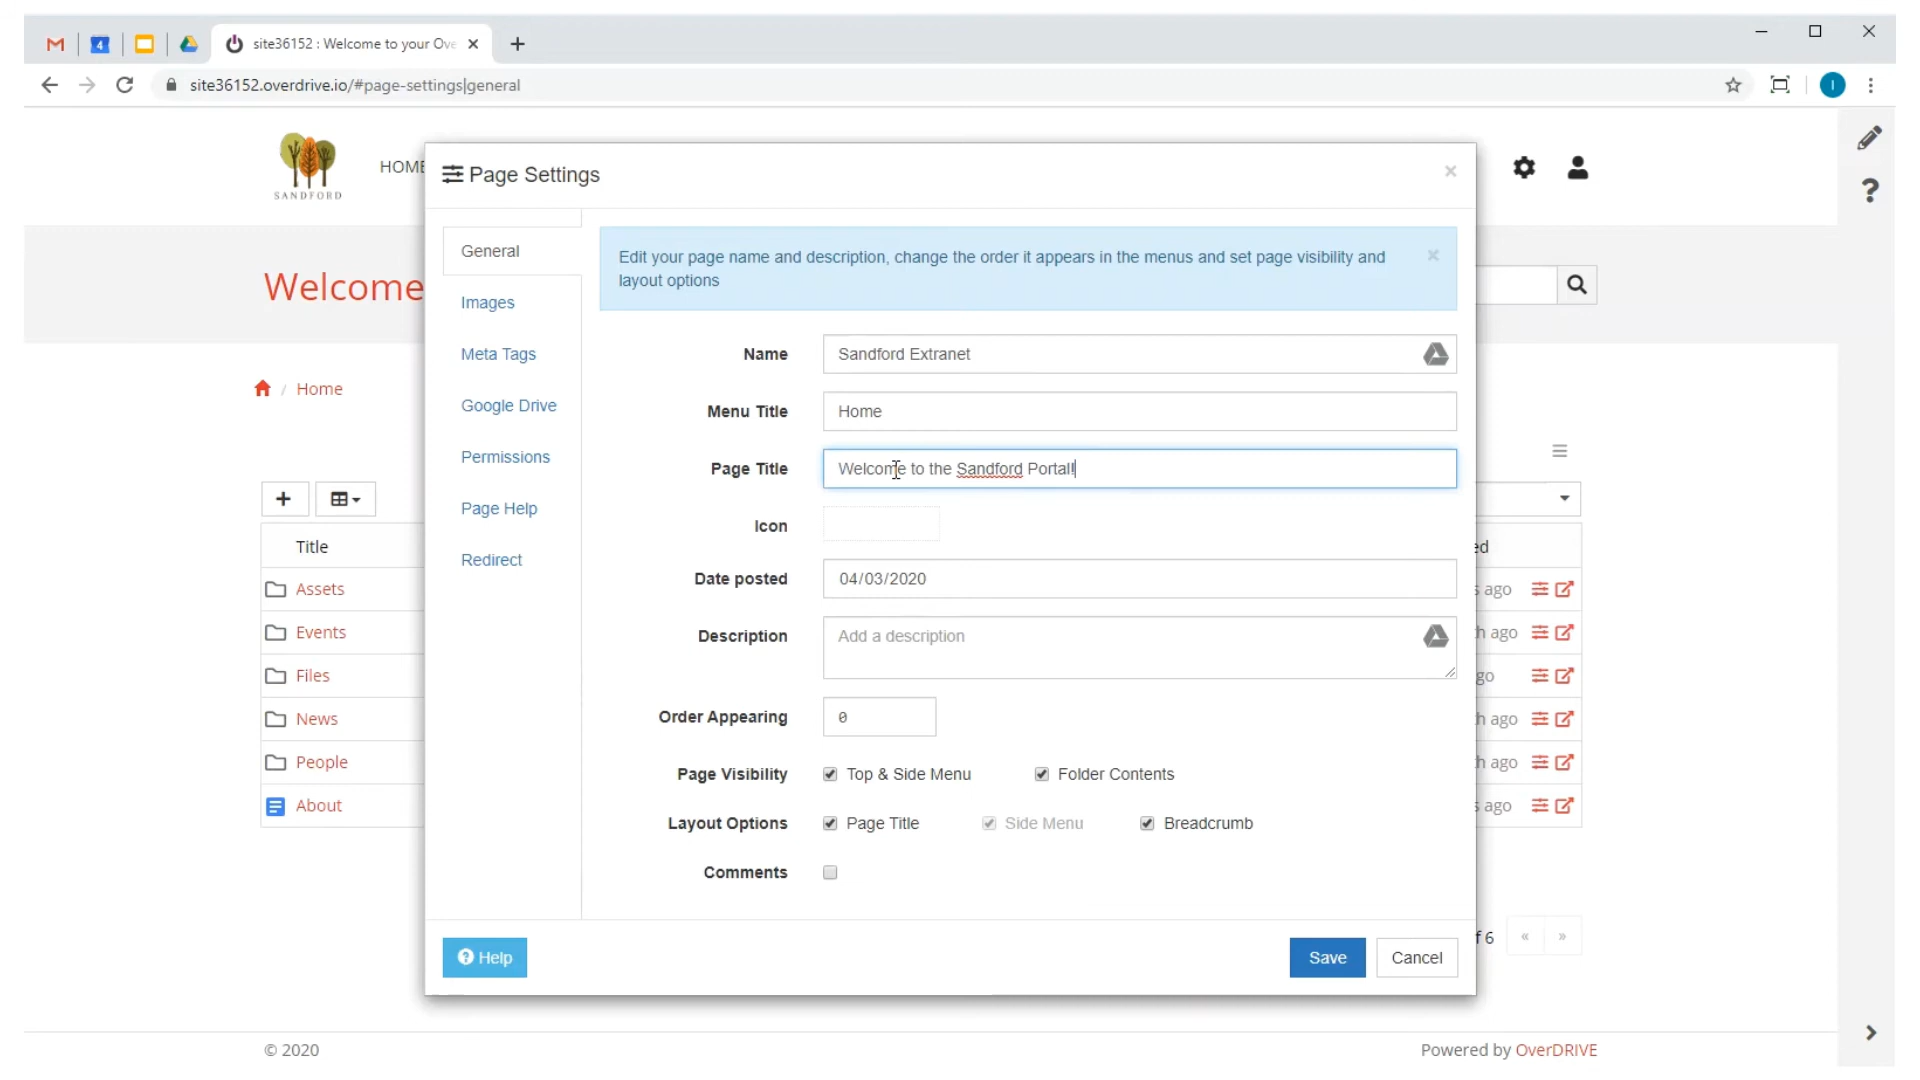 site36152 : Welcome to your Ove
site36152.overdrive.io/#page-settings|general
SANDFORD
HOME
Page Settings
General
Images
Meta Tags
Google Drive
Permissions
Page Help
Redirect
Edit your page name and description, change the order it appears in the menus and set page visibility and
layout options
Name
Sandford Extranet
Menu Title
Home
Page Title
Welcome to the Sandford Portal!
Icon
Date posted
04/03/2020
Description
Add a description
Order Appearing
0
Page Visibility
Top & Side Menu
Folder Contents
Layout Options
Page Title
Side Menu
Breadcrumb
Comments
Help
Save
Cancel
Welcome
/ Home
Title
ed
Assets
s ago
Events
h ago
Files
go
News
h ago
People
h ago
About
s ago
f 6
«
»
© 2020
Powered by OverDRIVE
4
I
?